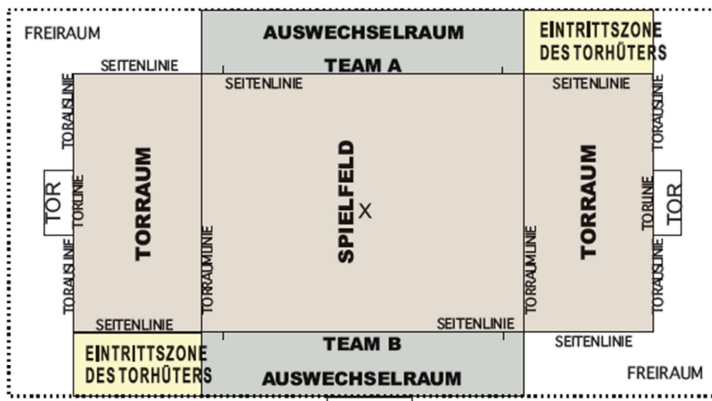 FREIRAUM
AUSWECHSELRAUM
TEAM A
EINTRITTSZONE
DES TORHÜTERS
SEITENLINIE
SEITENLINIE
SEITENLINIE
TORAUSLINIE
TORAUSLINIE
TOR
TORLINIE
TORRAUM
SPIELFELD
X
TORRAUM
TORLINIE
TOR
TORRAUMLINIE
TORRAUMLINIE
TORAUSLINIE
TORAUSLINIE
SEITENLINIE
SEITENLINIE
SEITENLINIE
EINTRITTSZONE
DES TORHÜTERS
TEAM B
AUSWECHSELRAUM
FREIRAUM